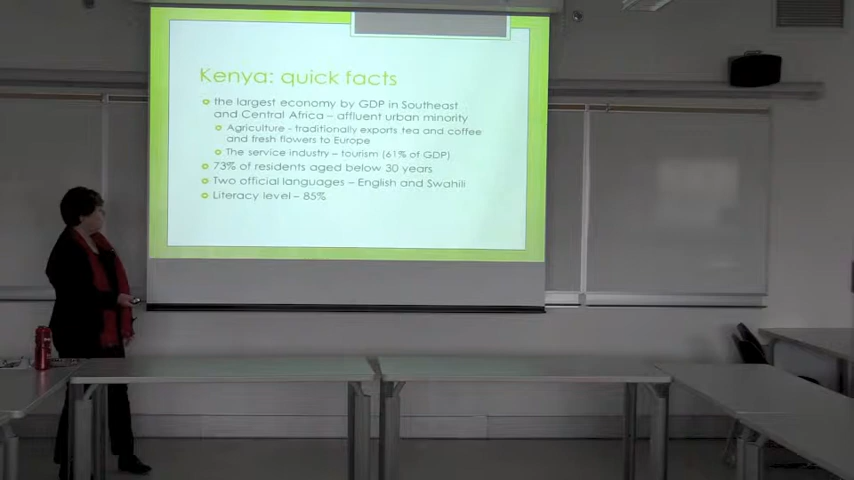 Kenya: quick facts
the largest economy by GDP in Southeast
and Central Africa – affluent urban minority
Agriculture - traditionally exports tea and coffee
and fresh flowers to Europe
The service industry – tourism (61% of GDP)
73% of residents aged below 30 years
Two official languages – English and Swahili
Literacy level – 85%